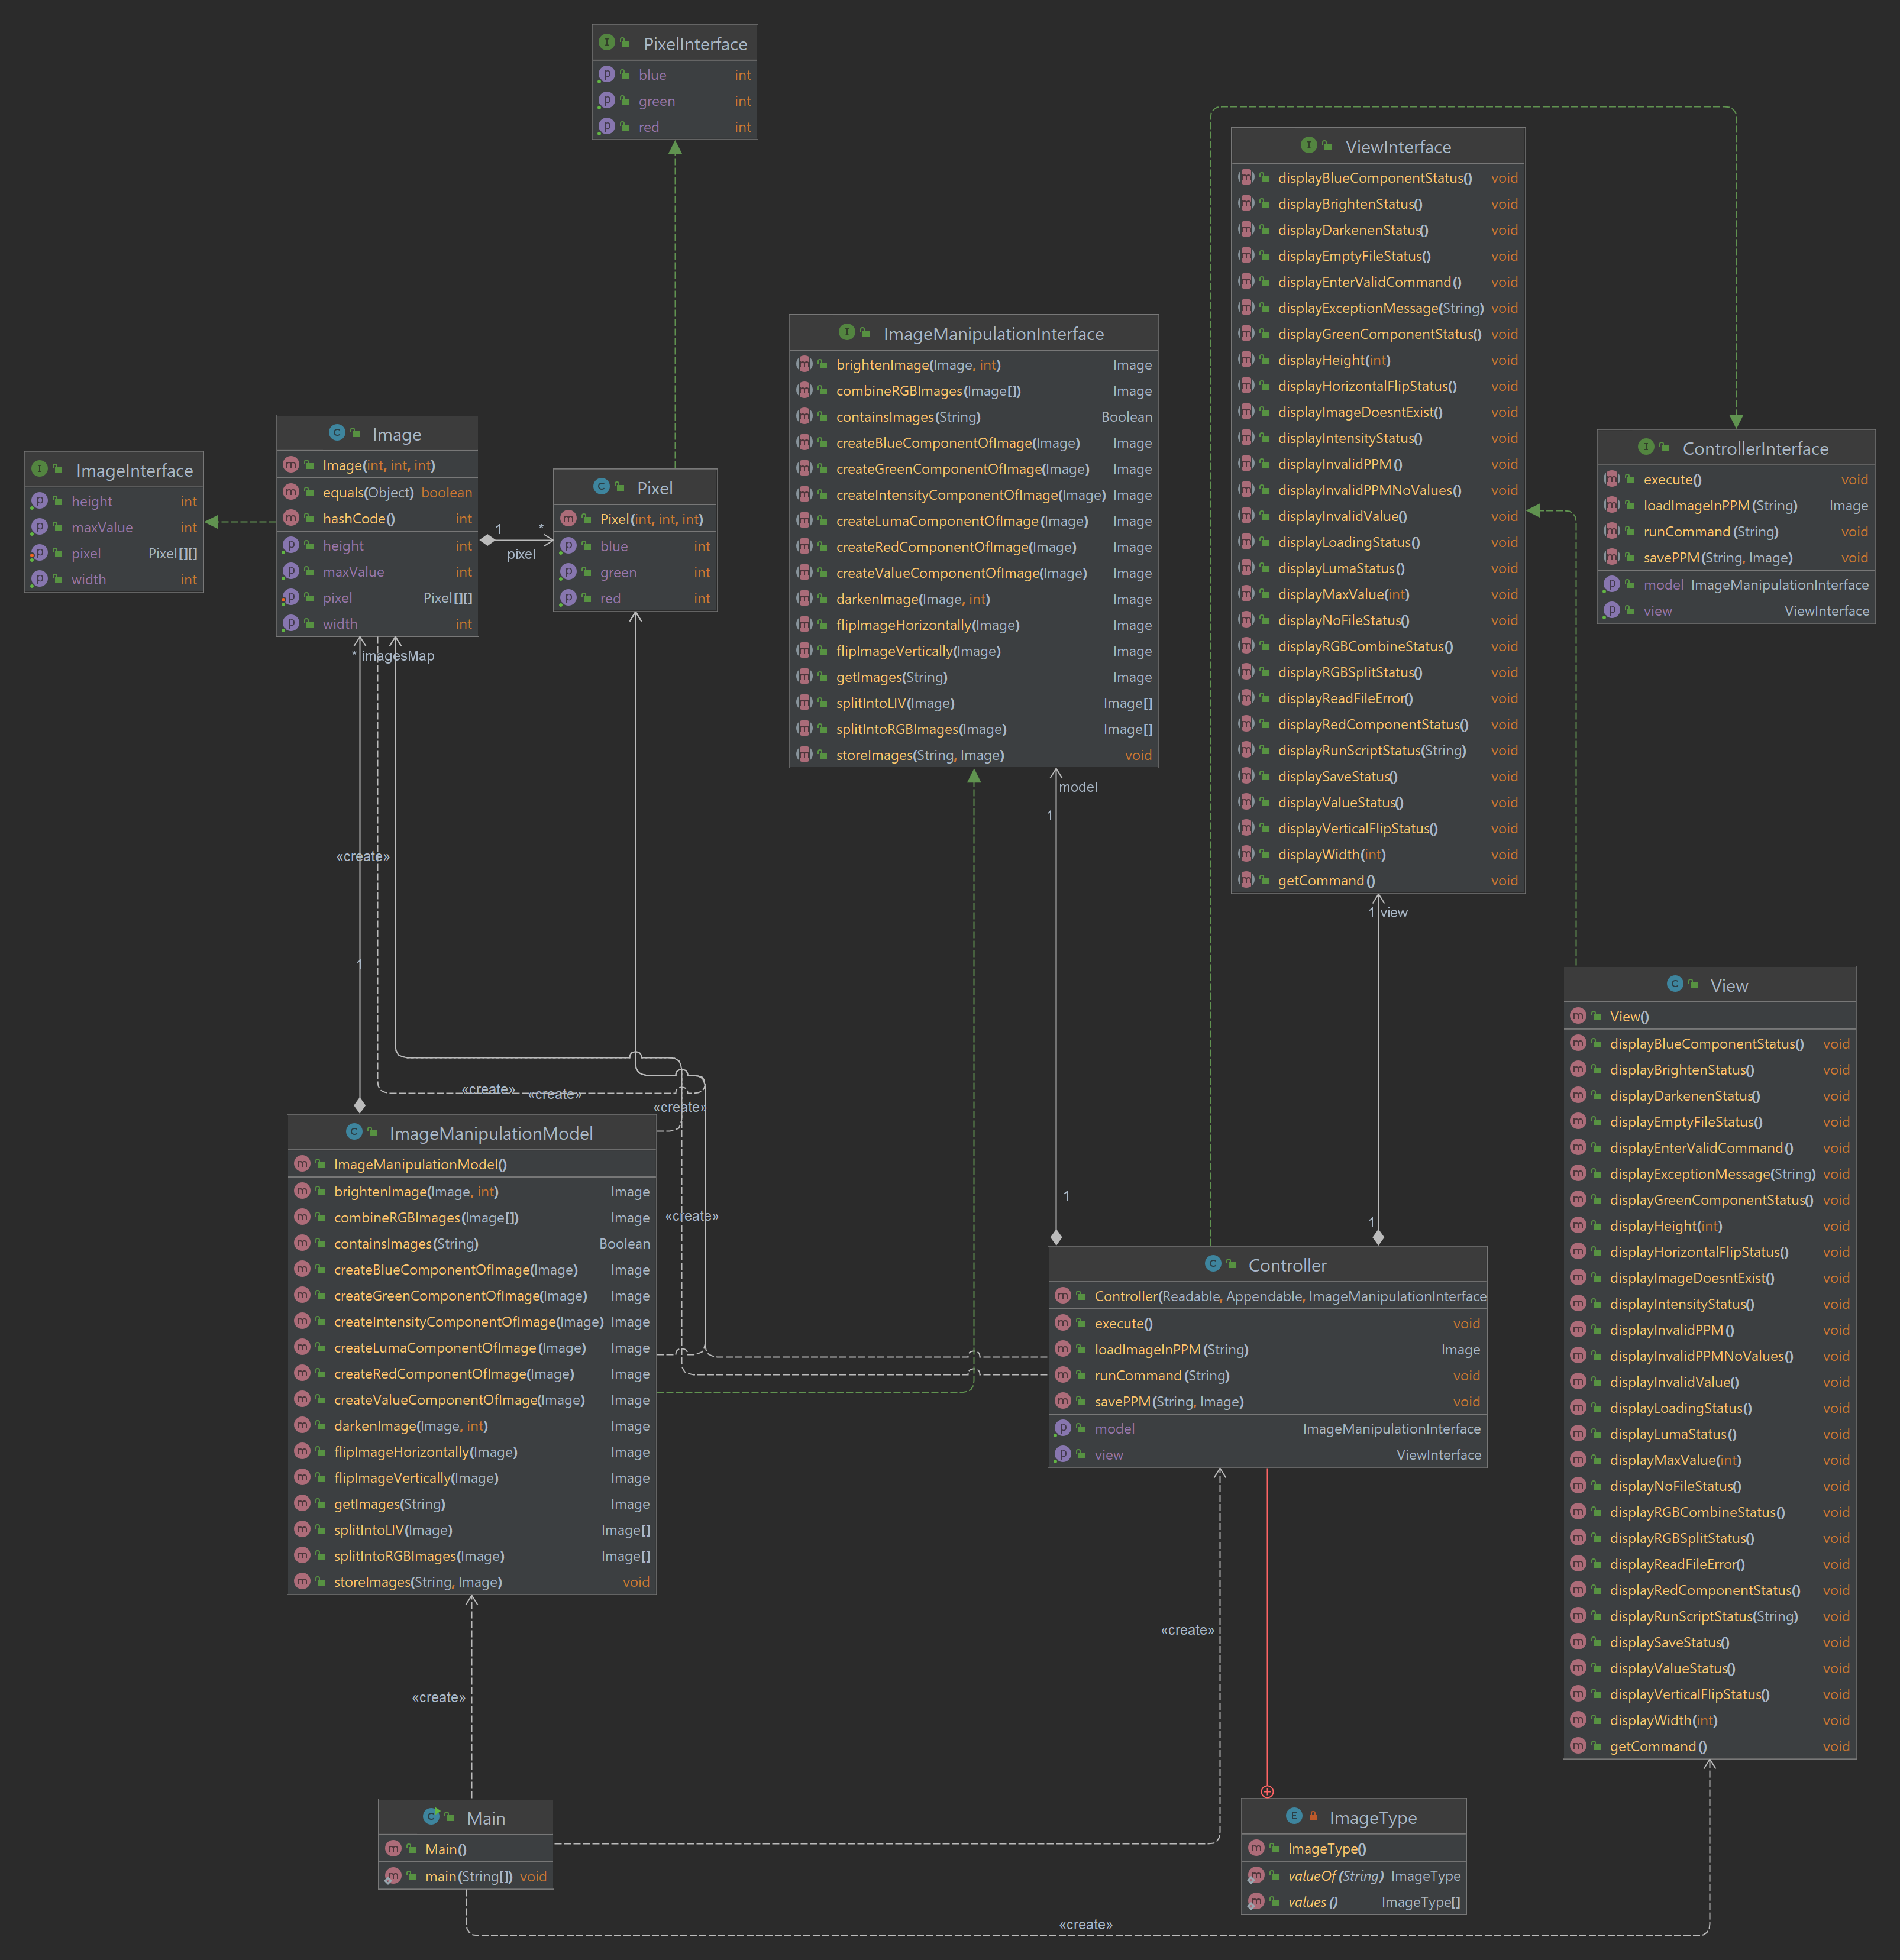 PixelInterface
blue int
green int
red int
ViewInterface
displayBlueComponentStatus() void
displayBrightenStatus() void
displayDarkenenStatus() void
displayEmptyFileStatus() void
displayEnterValidCommand() void
displayExceptionMessage(String) void
displayGreenComponentStatus() void
displayHeight(int) void
displayHorizontalFlipStatus() void
displayImageDoesntExist() void
displayIntensityStatus() void
displayInvalidPPM() void
displayInvalidPPMNoValues() void
displayInvalidValue() void
displayLoadingStatus() void
displayLumaStatus() void
displayMaxValue(int) void
displayNoFileStatus() void
displayRGBCombineStatus() void
displayRGBSplitStatus() void
displayReadFileError() void
displayRedComponentStatus() void
displayRunScriptStatus(String) void
displaySaveStatus() void
displayValueStatus() void
displayVerticalFlipStatus() void
displayWidth(int) void
getCommand() void
ImageManipulationInterface
brightenImage(Image, int) Image
combineRGBImages(Image[]) Image
containsImages(String) Boolean
createBlueComponentOfImage(Image) Image
createGreenComponentOfImage(Image) Image
createIntensityComponentOfImage(Image) Image
createLumaComponentOfImage(Image) Image
createRedComponentOfImage(Image) Image
createValueComponentOfImage(Image) Image
darkenImage(Image, int) Image
flipImageHorizontally(Image) Image
flipImageVertically(Image) Image
getImages(String) Image
splitIntoLIV(Image) Image[]
splitIntoRGBImages(Image) Image[]
storeImages(String, Image) void
ControllerInterface
execute() void
loadImageInPPM(String) Image
runCommand(String) void
savePPM(String, Image) void
model ImageManipulationInterface
view ViewInterface
ImageInterface
height int
maxValue int
pixel Pixel[][]
width int
Image
Image(int, int, int)
equals(Object) boolean
hashCode() int
height int
maxValue int
pixel Pixel[][]
width int
1
*
pixel
Pixel
Pixel(int, int, int)
blue int
green int
red int
* imagesMap
model
1
«create»
1 view
1
View
View()
displayBlueComponentStatus() void
displayBrightenStatus() void
displayDarkenenStatus() void
displayEmptyFileStatus() void
displayEnterValidCommand() void
displayExceptionMessage(String) void
displayGreenComponentStatus() void
displayHeight(int) void
displayHorizontalFlipStatus() void
displayImageDoesntExist() void
displayIntensityStatus() void
displayInvalidPPM() void
displayInvalidPPMNoValues() void
displayInvalidValue() void
displayLoadingStatus() void
displayLumaStatus() void
displayMaxValue(int) void
displayNoFileStatus() void
displayRGBCombineStatus() void
displayRGBSplitStatus() void
displayReadFileError() void
displayRedComponentStatus() void
displayRunScriptStatus(String) void
displaySaveStatus() void
displayValueStatus() void
displayVerticalFlipStatus() void
displayWidth(int) void
getCommand() void
«create»
«create»
«create»
«create»
ImageManipulationModel
ImageManipulationModel()
brightenImage(Image, int) Image
combineRGBImages(Image[]) Image
containsImages(String) Boolean
createBlueComponentOfImage(Image) Image
createGreenComponentOfImage(Image) Image
createIntensityComponentOfImage(Image) Image
createLumaComponentOfImage(Image) Image
createRedComponentOfImage(Image) Image
createValueComponentOfImage(Image) Image
darkenImage(Image, int) Image
flipImageHorizontally(Image) Image
flipImageVertically(Image) Image
getImages(String) Image
splitIntoLIV(Image) Image[]
splitIntoRGBImages(Image) Image[]
storeImages(String, Image) void
1
1
Controller
Controller(Readable, Appendable, ImageManipulationInterface
execute() void
loadImageInPPM(String) Image
runCommand(String) void
savePPM(String, Image) void
model ImageManipulationInterface
view ViewInterface
«create»
«create»
Main
Main()
main(String[]) void
ImageType
ImageType()
valueOf(String) ImageType
values() ImageType[]
«create»